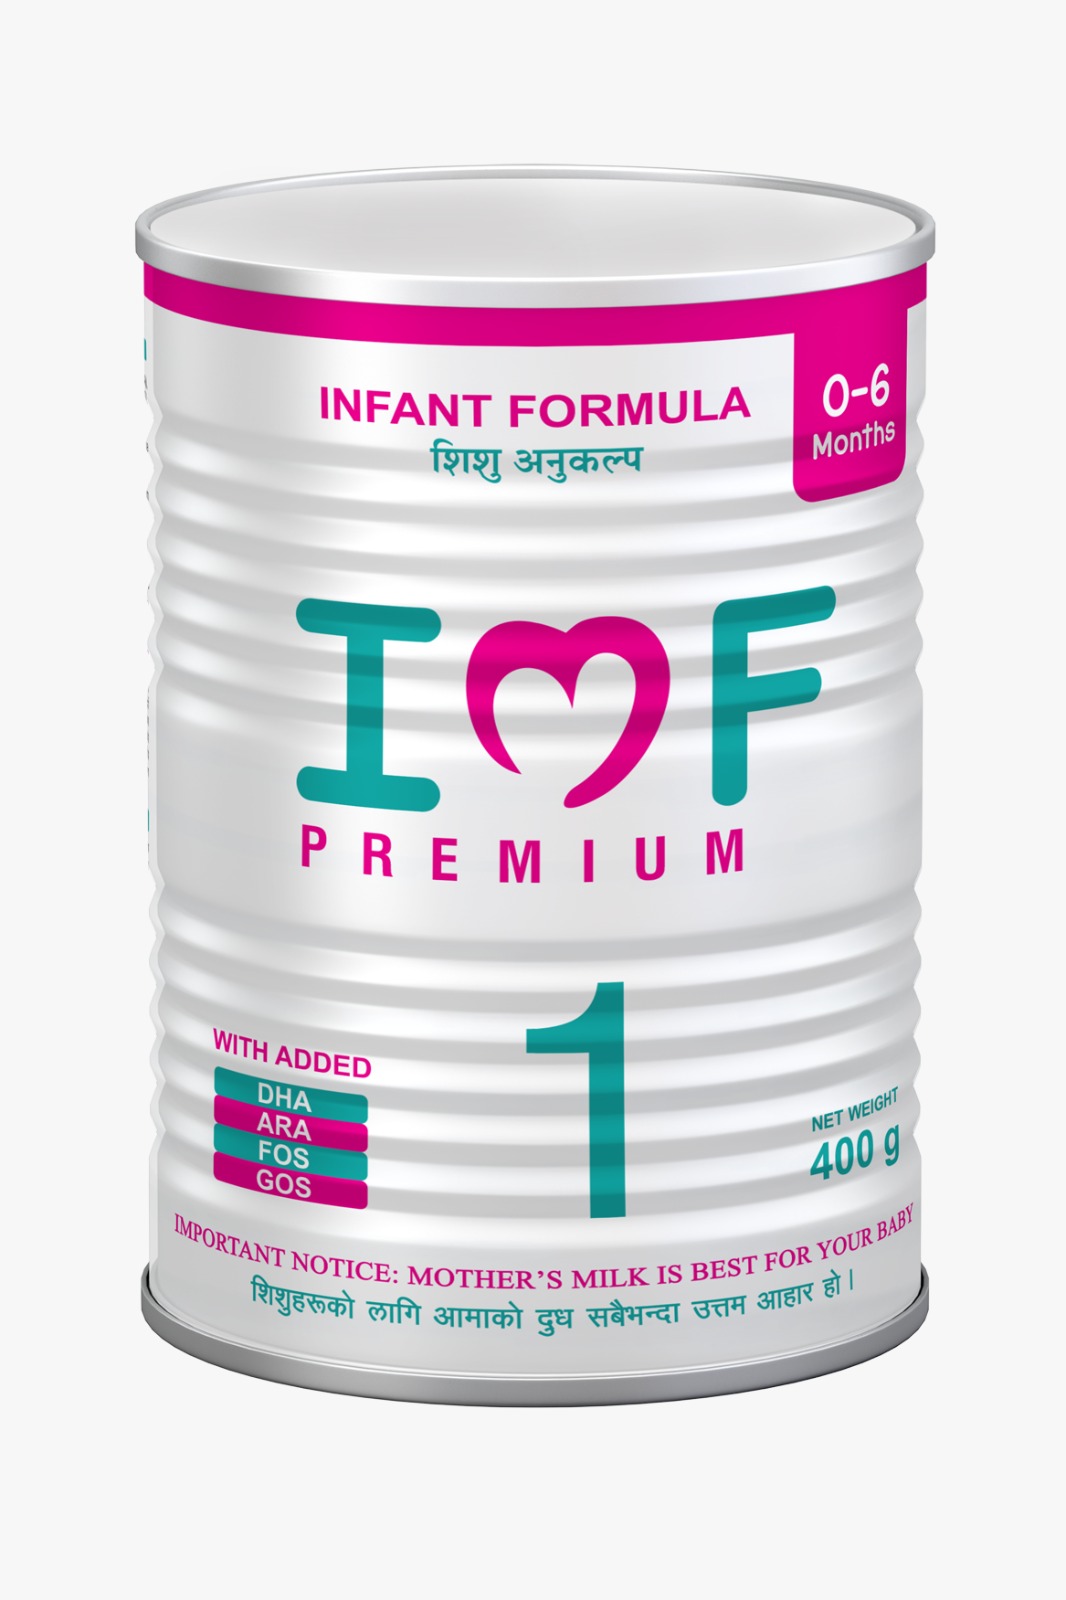 INFANT FORMULA
शिशु अनुकल्प
0-6
Months
IMF
PREMIUM
1
WITH ADDED
DHA
ARA
FOS
GOS
NET WEIGHT
400 g
IMPORTANT NOTICE: MOTHER'S MILK IS BEST FOR YOUR BABY
शिशुहरूको लागि आमाको दुध सबैभन्दा उत्तम आहार हो।